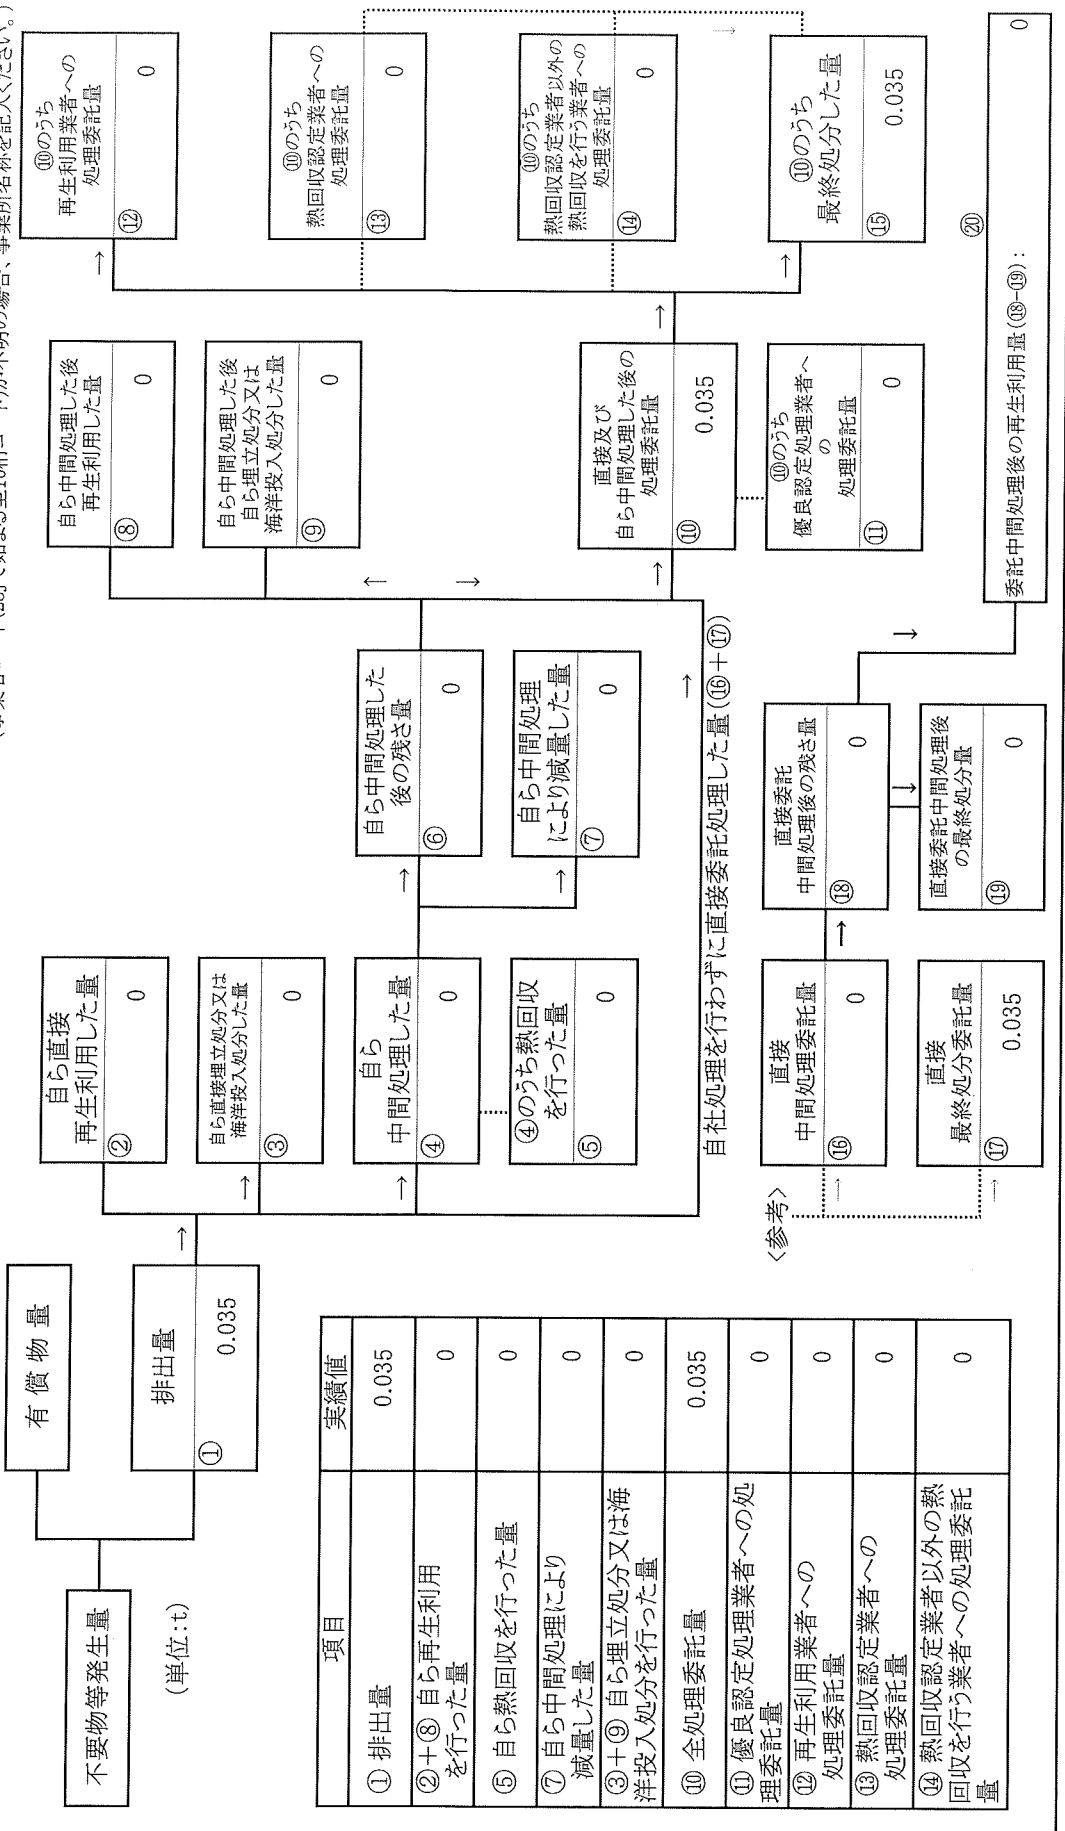 不要物等発生量
有償物量
排出量
①
0.035
(単位:t)
自ら直接
再生利用した量
②
0
自ら直接埋立処分又は
海洋投入処分した量
③
0
自ら
中間処理した量
④
0
④のうち熱回収
を行った量
⑤
0
自ら中間処理した
後の残さ量
⑥
0
自ら中間処理
により減量した量
⑦
0
自ら中間処理した後
再生利用した量
⑧
0
自ら中間処理した後
自ら埋立処分又は
海洋投入処分した量
⑨
0
直接及び
自ら中間処理した後の
処理委託量
⑩
0.035
⑩のうち
優良認定処理業者へ
の
処理委託量
⑪
0
⑩のうち
再生利用業者への
処理委託量
⑫
0
⑩のうち
熱回収認定業者への
処理委託量
⑬
0
⑩のうち
熱回収認定業者以外の
熱回収を行う業者への
処理委託量
⑭
0
⑩のうち
最終処分した量
⑮
0.035
自社処理を行わずに直接委託処理した量(⑯+⑰)
<参考>
直接
中間処理委託量
⑯
0
直接
最終処分委託量
⑰
0.035
直接委託
中間処理後の残さ量
⑱
0
直接委託中間処理後
の最終処分量
⑲
0
⑳
委託中間処理後の再生利用量(⑱-⑲):
0
項目 実績値
① 排出量 0.035
②+⑧ 自ら再生利用
を行った量 0
⑤ 自ら熱回収を行った量 0
⑦ 自ら中間処理により
減量した量 0
③+⑨ 自ら埋立処分又は海
洋投入処分を行った量 0
⑩ 全処理委託量 0.035
⑪ 優良認定処理業者への処
理委託量 0
⑫ 再生利用業者への
処理委託量 0
⑬ 熱回収認定業者への
処理委託量 0
⑭ 熱回収認定業者以外の熱
回収を行う業者への処理委託
量 0